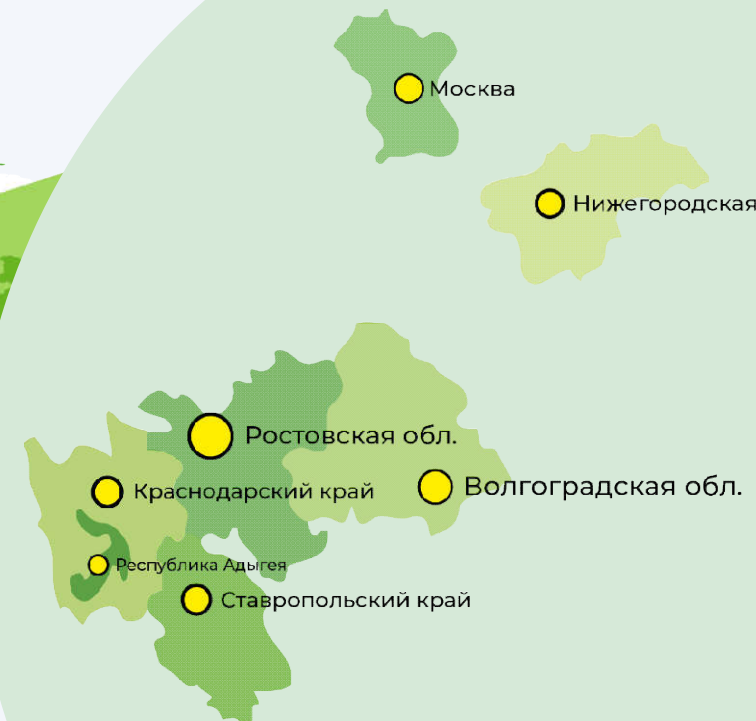 Москва
Нижегородская
Ростовская обл.
Волгоградская обл.
Краснодарский край
Республика Адыгея
Ставропольский край